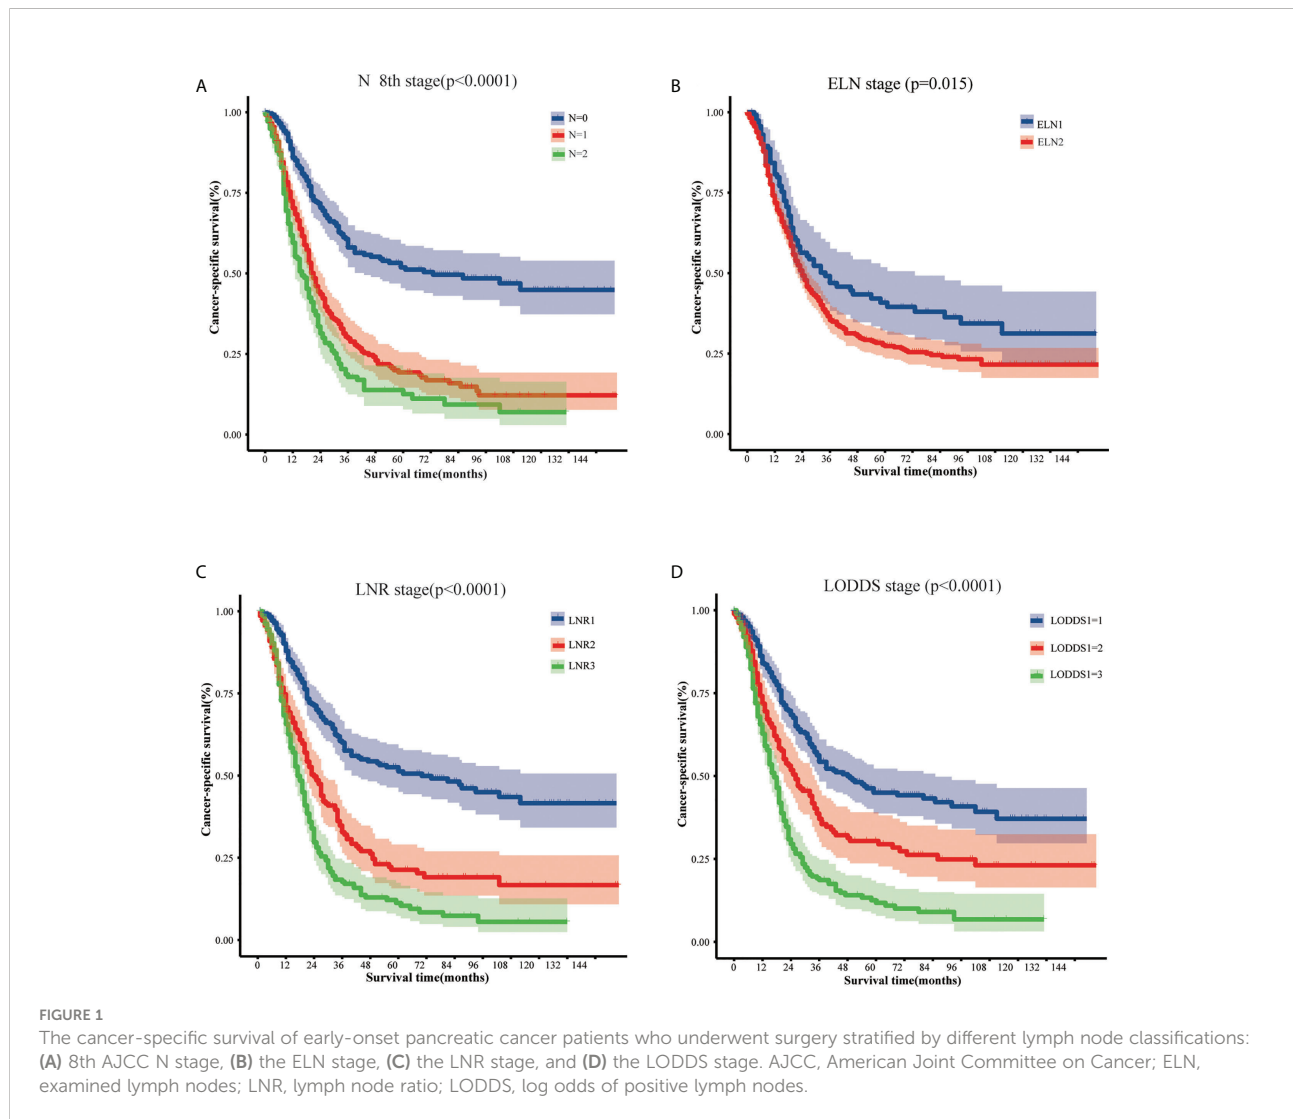 A
N 8th stage(p<0.0001)
1.00
0.75
0.50
0.25
0.00
Cancer-specific survival(%)
N=0
N=1
N=2
0 12 24 36 48 60 72 84 96 108 120 132 144
Survival time(months)
B
ELN stage (p=0.015)
1.00
0.75
0.50
0.25
0.00
Cancer-specific survival(%)
ELN1
ELN2
0 12 24 36 48 60 72 84 96 108 120 132 144
Survival time(months)
C
LNR stage(p<0.0001)
1.00
0.75
0.50
0.25
0.00
Cancer-specific survival(%)
LNR1
LNR2
LNR3
0 12 24 36 48 60 72 84 96 108 120 132 144
Survival time(months)
D
LODDS stage (p<0.0001)
1.00
0.75
0.50
0.25
0.00
Cancer-specific survival(%)
LODDS1=1
LODDS1=2
LODDS1=3
0 12 24 36 48 60 72 84 96 108 120 132 144
Survival time(months)
FIGURE 1
The cancer-specific survival of early-onset pancreatic cancer patients who underwent surgery stratified by different lymph node classifications:
(A) 8th AJCC N stage, (B) the ELN stage, (C) the LNR stage, and (D) the LODDS stage. AJCC, American Joint Committee on Cancer; ELN,
examined lymph nodes; LNR, lymph node ratio; LODDS, log odds of positive lymph nodes.